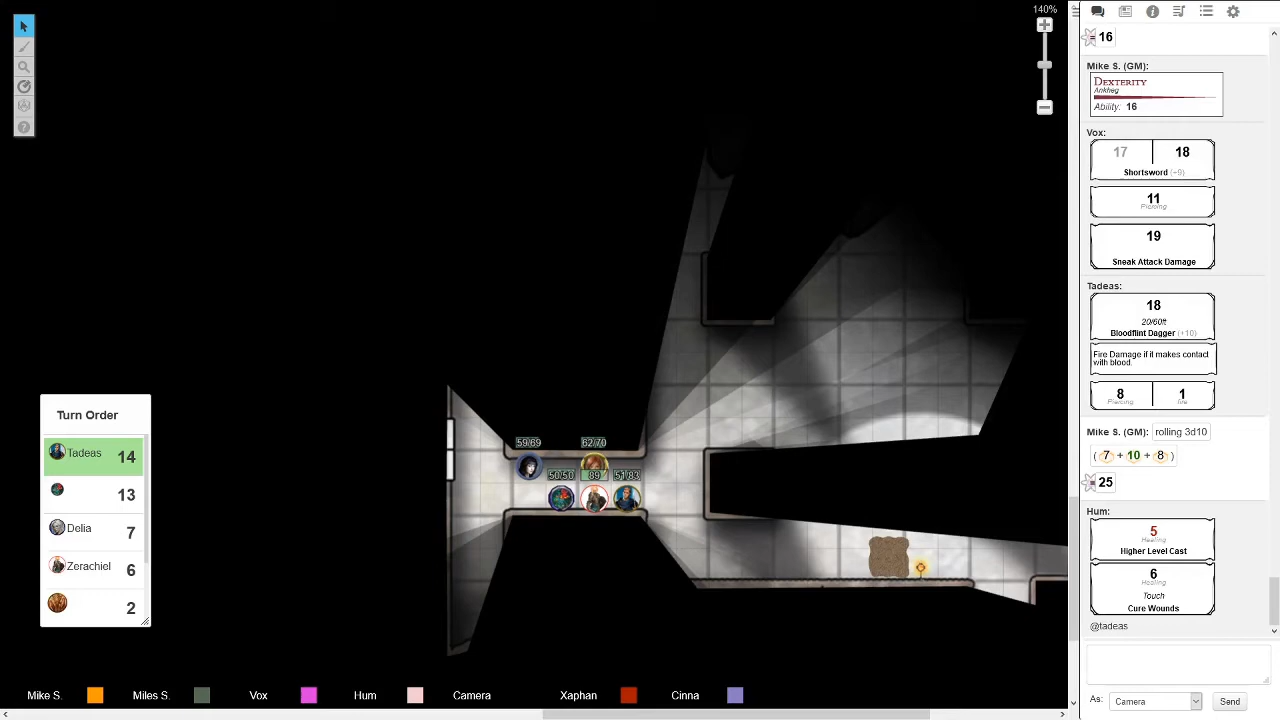 140%
16
Mike S. (GM):
DEXTERITY
Ankheg
Ability: 16
Vox:
17 18
Shortsword (+9)
11
Piercing
19
Sneak Attack Damage
Tadeas:
18
20/60ft
Bloodflint Dagger (+10)
Fire Damage if it makes contact
with blood.
8 1
Piercing fire
Mike S. (GM): rolling 3d10
(7+10+8)
25
Hum:
5
Healing
Higher Level Cast
6
Healing
Touch
Cure Wounds
@tadeas
As: Camera Send
Turn Order
Tadeas 14
13
Delia 7
Zerachiel 6
2
59/69 62/70
50/50 89 51/83
Mike S. Miles S. Vox Hum Camera Xaphan Cinna